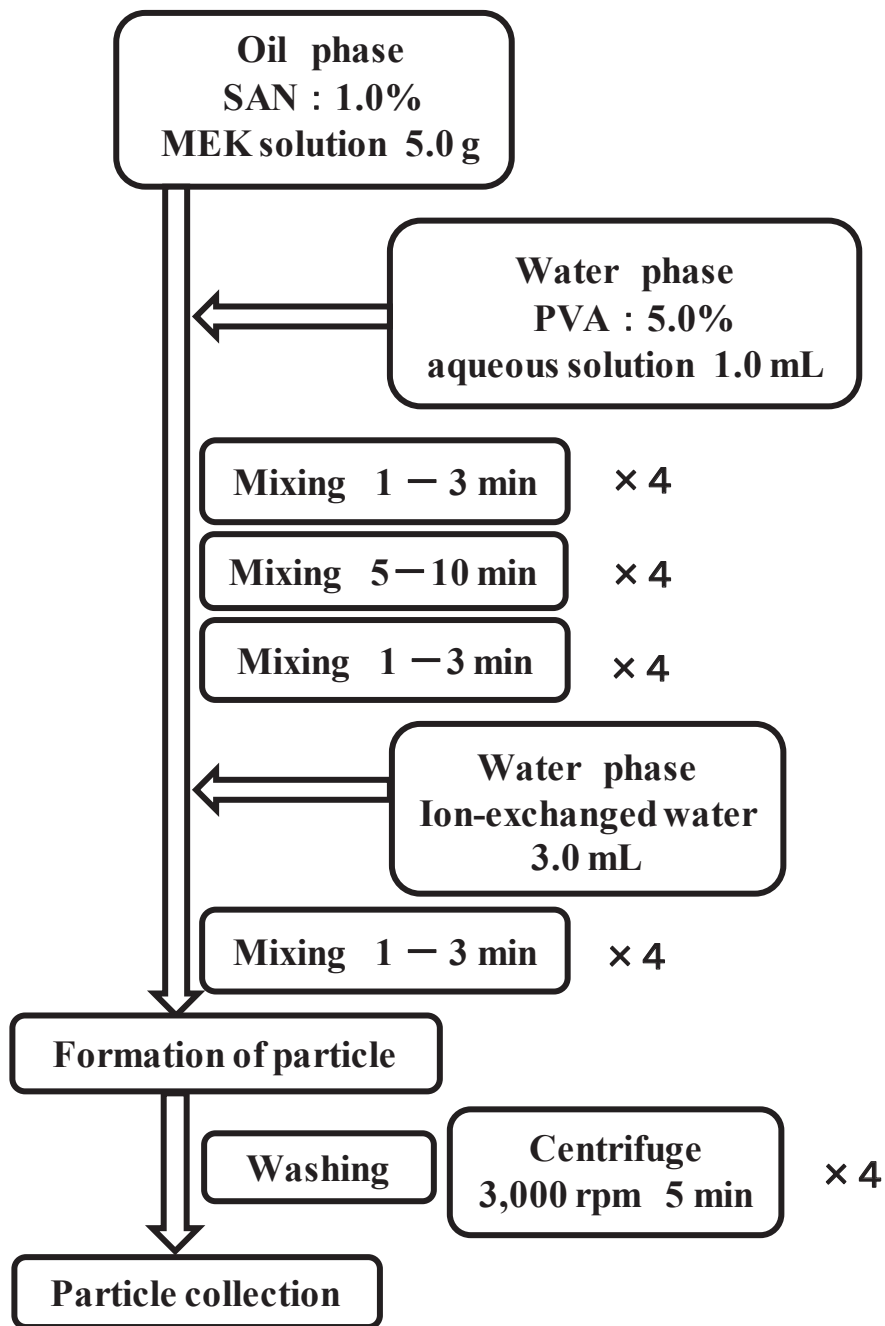 Oil phase
SAN : 1.0%
MEK solution 5.0 g
Water phase
PVA : 5.0%
aqueous solution 1.0 mL
Mixing 1 − 3 min × 4
Mixing 5−10 min × 4
Mixing 1 −3 min × 4
Water phase
Ion-exchanged water
3.0 mL
Mixing 1 − 3 min × 4
Formation of particle
Washing
Centrifuge
3,000 rpm 5 min
× 4
Particle collection